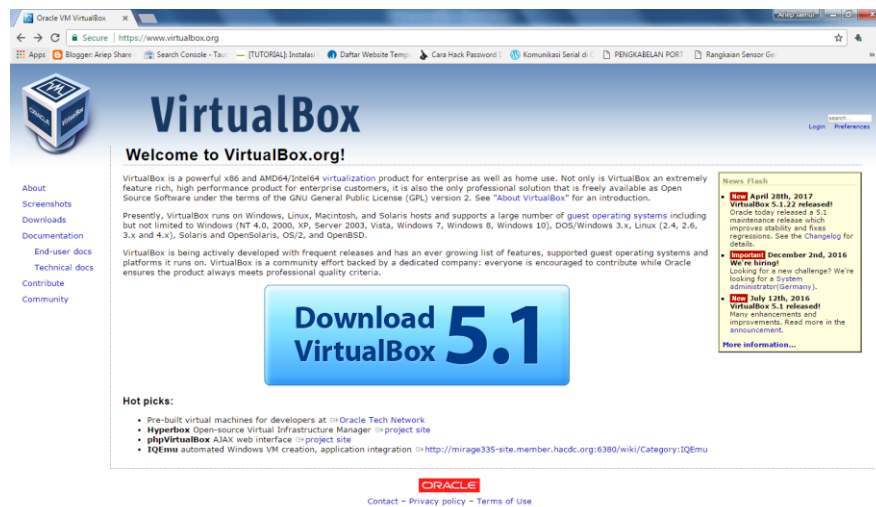 Oracle VM VirtualBox
Ariep Jaenul
Secure | https://www.virtualbox.org
Apps Blogger: Ariep Share - Search Console - Taci [TUTORIAL]: Instalasi Daftar Website Temp Cara Hack Password Komunikasi Serial di PENGKABELAN PORT Rangkaian Sensor Ge
VirtualBox
search...
Login Preferences
Welcome to VirtualBox.org!
About
Screenshots
Downloads
Documentation
End-user docs
Technical docs
Contribute
Community
VirtualBox is a powerful x86 and AMD64/Intel64 virtualization product for enterprise as well as home use. Not only is VirtualBox an extremely
feature rich, high performance product for enterprise customers, it is also the only professional solution that is freely available as Open
Source Software under the terms of the GNU General Public License (GPL) version 2. See "About VirtualBox" for an introduction.
Presently, VirtualBox runs on Windows, Linux, Macintosh, and Solaris hosts and supports a large number of guest operating systems including
but not limited to Windows (NT 4.0, 2000, XP, Server 2003, Vista, Windows 7, Windows 8, Windows 10), DOS/Windows 3.x, Linux (2.4, 2.6,
3.x and 4.x), Solaris and OpenSolaris, OS/2, and OpenBSD.
VirtualBox is being actively developed with frequent releases and has an ever growing list of features, supported guest operating systems and
platforms it runs on. VirtualBox is a community effort backed by a dedicated company: everyone is encouraged to contribute while Oracle
ensures the product always meets professional quality criteria.
Download
VirtualBox 5.1
Hot picks:
Pre-built virtual machines for developers at Oracle Tech Network
Hyperbox Open-source Virtual Infrastructure Manager project site
phpVirtualBox AJAX web interface project site
IQEmu automated Windows VM creation, application integration http://mirage335-site.member.hacdc.org:6380/wiki/Category:IQEmu
News Flash
New April 28th, 2017
VirtualBox 5.1.22 released!
Oracle today released a 5.1
maintenance release which
improves stability and fixes
regressions. See the Changelog for
details.
Important December 2nd, 2016
We're hiring!
Looking for a new challenge? We're
looking for a System
administrator(Germany).
New July 12th, 2016
VirtualBox 5.1 released!
Many enhancements and
improvements. Read more in the
announcement.
More information...
ORACLE
Contact – Privacy policy – Terms of Use